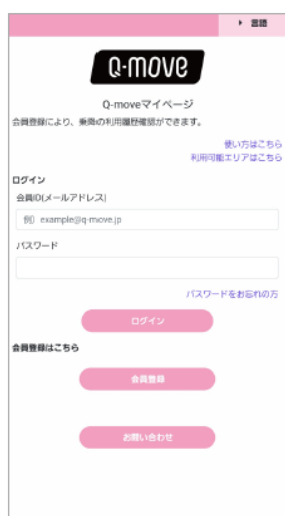 言語
Q-move
Q-moveマイページ
会員登録により、乗降の利用履歴確認ができます。
使い方はこちら
利用可能エリアはこちら
ログイン
会員ID(メールアドレス)
例）example@q-move.jp
パスワード
パスワードをお忘れの方
ログイン
会員登録はこちら
会員登録
お問い合わせ